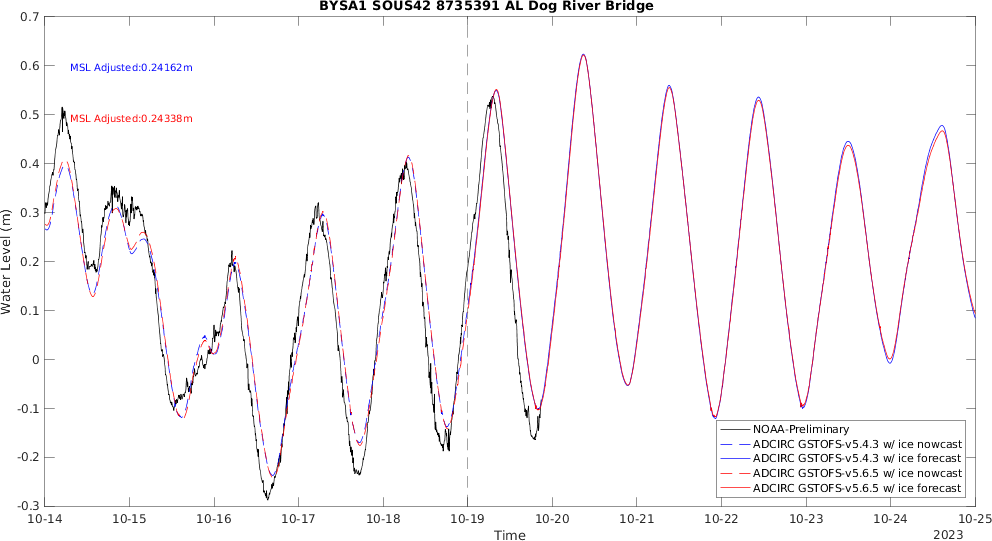 BYSA1 SOUS42 8735391 AL Dog River Bridge
0.7
0.6
0.5
0.4
0.3
0.2
0.1
0
-0.1
-0.2
-0.3
Water Level (m)
MSL Adjusted:0.24162m
MSL Adjusted:0.24338m
NOAA-Preliminary
ADCIRC GSTOFS-v5.4.3 w/ ice nowcast
ADCIRC GSTOFS-v5.4.3 w/ ice forecast
ADCIRC GSTOFS-v5.6.5 w/ ice nowcast
ADCIRC GSTOFS-v5.6.5 w/ ice forecast
10-14 10-15 10-16 10-17 10-18 10-19 10-20 10-21 10-22 10-23 10-24 10-25
Time
2023